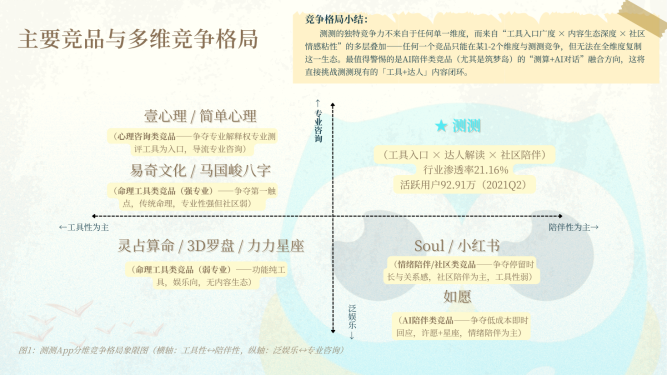 主要竞品与多维竞争格局
竞争格局小结：
测测的独特竞争力不来自于任何单一维度，而来自“工具入口广度 × 内容生态深度 × 社区
情感粘性”的多层叠加——任何一个竞品只能在某1-2个维度与测测竞争，但无法在全维度复制
这一生态。最值得警惕的是AI陪伴类竞品（尤其是筑梦岛）的“测算+AI对话”融合方向，这将
直接挑战测测现有的「工具+达人」内容闭环。
←专业咨询
壹心理 / 简单心理
（心理咨询类竞品——争夺专业解释权专业测
评工具为入口，导流专业咨询）
易奇文化 / 马国峻八字
（命理工具类竞品（强专业）——争夺第一触
点，传统命理，专业性强但社区弱）
★ 测测
（工具入口 × 达人解读 × 社区陪伴）
行业渗透率21.16%
活跃用户92.91万（2021Q2）
←工具性为主
陪伴性为主→
灵占算命 / 3D罗盘 / 力力星座
（命理工具类竞品（弱专业）——功能纯工
具，娱乐向，无内容生态）
Soul / 小红书
（情绪陪伴/社区类竞品——争夺停留时
长与关系感，社区陪伴为主，工具性弱）
如愿
（AI陪伴类竞品——争夺低成本即时
回应，许愿+星座，情绪陪伴为主）
泛娱乐→
图1：测测App分维竞争格局象限图（横轴：工具性↔陪伴性，纵轴：泛娱乐↔专业咨询）